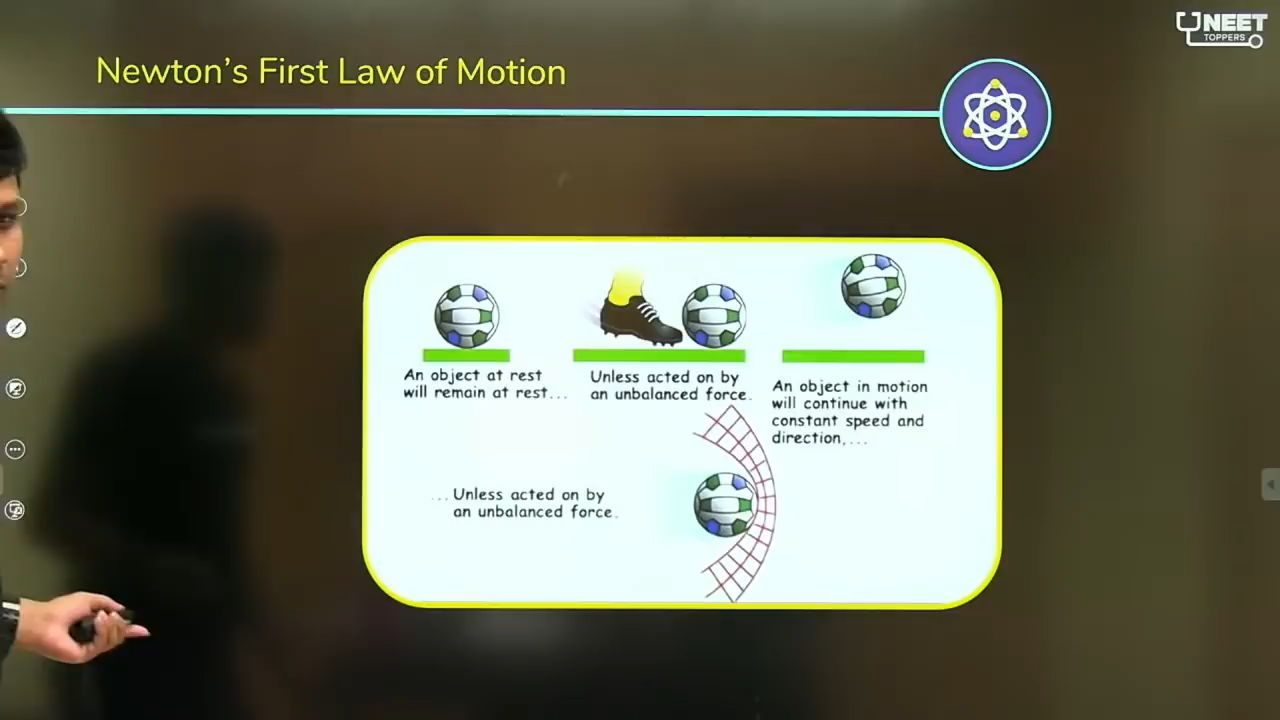 NEET
TOPPERS
Newton's First Law of Motion
An object at rest
will remain at rest...
Unless acted on by
an unbalanced force.
An object in motion
will continue with
constant speed and
direction,...
...Unless acted on by
an unbalanced force.